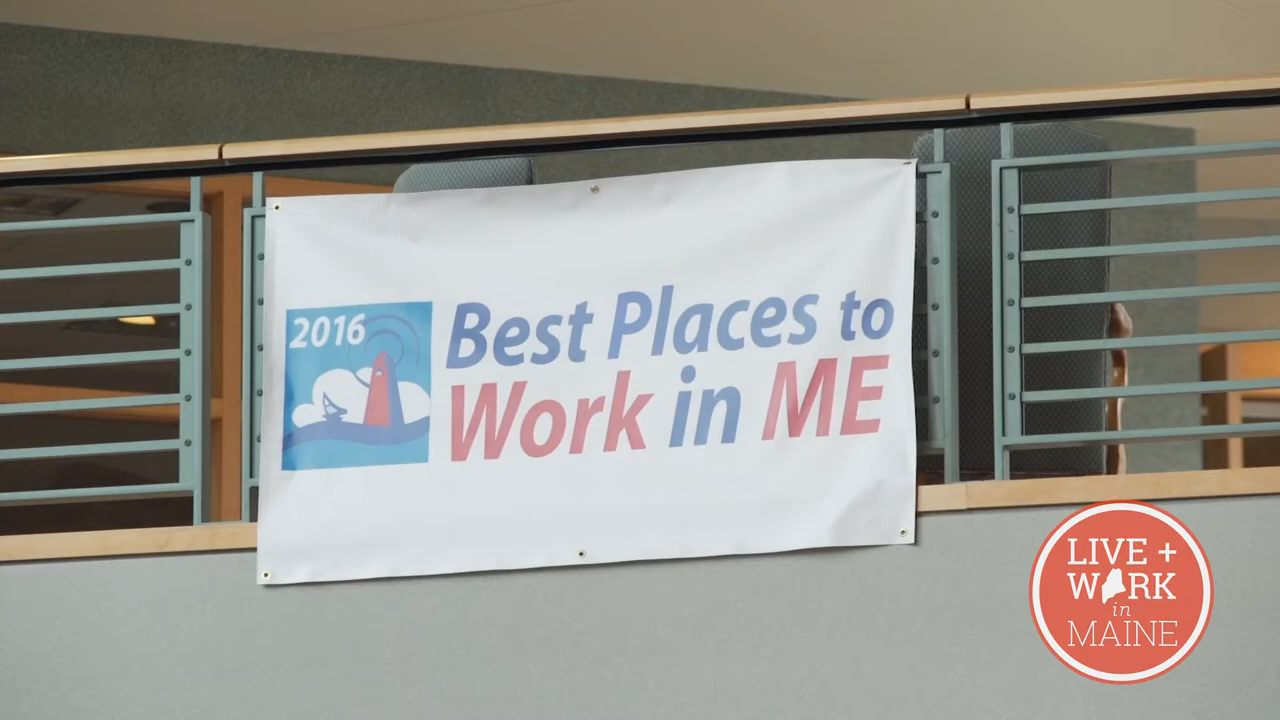 2016
Best Places to
Work in ME
LIVE +
WORK
in
MAINE